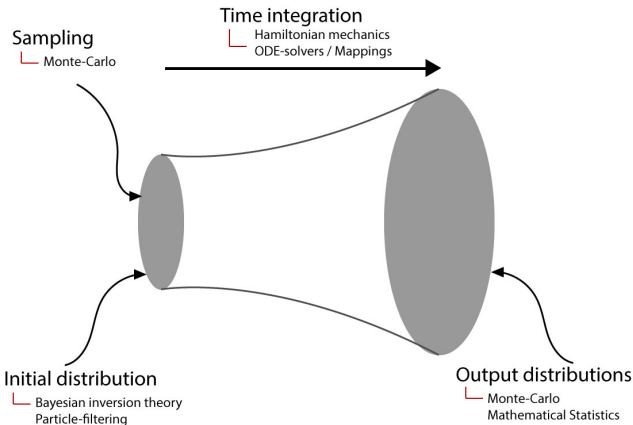 Time integration
Hamiltonian mechanics
ODE-solvers / Mappings
Sampling
Monte-Carlo
Initial distribution
Bayesian inversion theory
Particle-filtering
Output distributions
Monte-Carlo
Mathematical Statistics